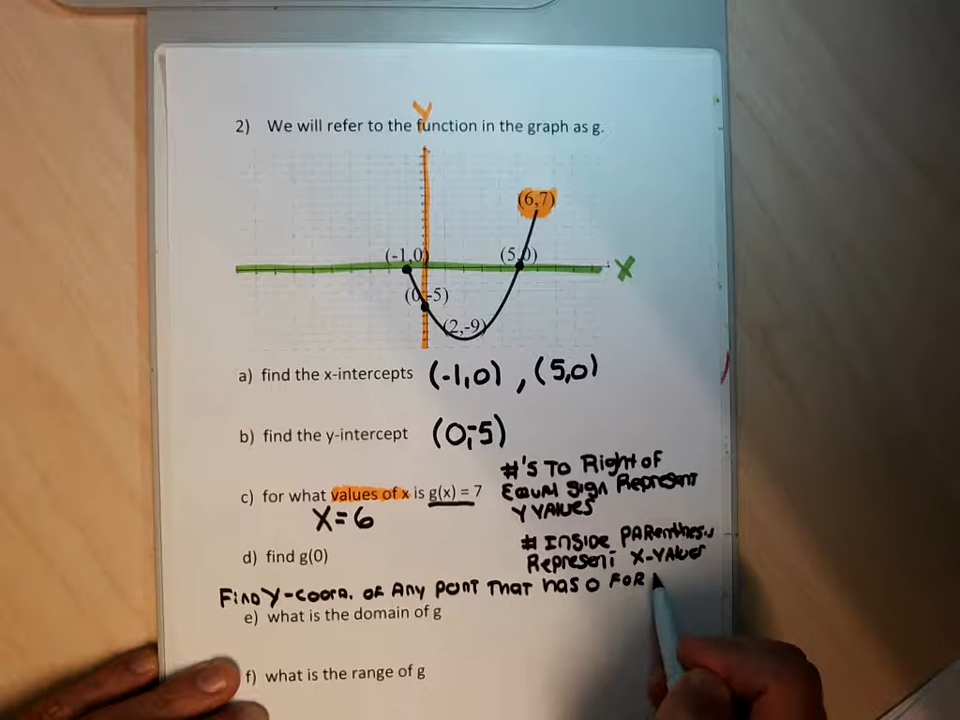 Y
2) We will refer to the function in the graph as g.
(6,7)
(-1,0) (5,0)
X
(0,-5)
(2,-9)
a) find the x-intercepts (-1,0) , (5,0)
b) find the y-intercept (0,-5)
#'s TO Right of
EQUAL Sign Represent
Y VALUES
c) for what values of x is g(x) = 7
X = 6
# INSIDE PARenthesis
Represent X-VALUES
d) find g(0)
FIND Y-COORD. OF ANY POINT THAT has 0 FOR
e) what is the domain of g
f) what is the range of g